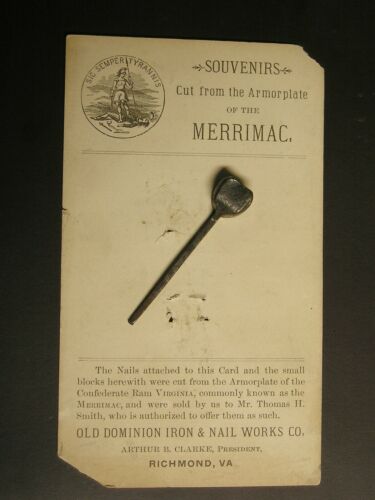 SIC SEMPER TYRANNIS
SOUVENIRS
Cut from the Armorplate
OF THE
MERRIMAC.
The Nails attached to this Card and the small
blocks herewith were cut from the Armorplate of the
Confederate Ram VIRGINIA, commonly known as the
MERRIMAC, and were sold by us to Mr. Thomas H.
Smith, who is authorized to offer them as such.
OLD DOMINION IRON & NAIL WORKS CO.
ARTHUR B. CLARKE, PRESIDENT,
RICHMOND, VA